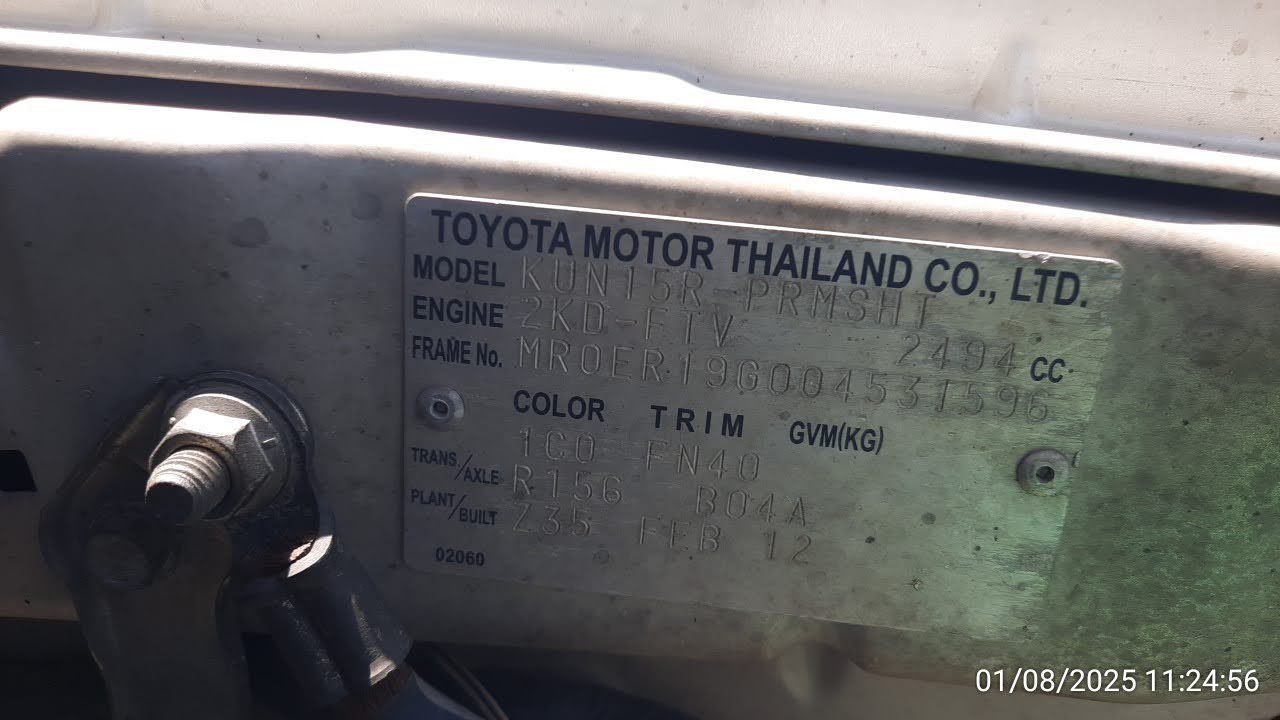 TOYOTA MOTOR THAILAND CO., LTD.
MODEL KUN15R-PRMSHT
ENGINE 2KD-FTV 2494 CC
FRAME No. MR0ER19G004531596
COLOR TRIM GVM(KG)
1C0 FN40
TRANS./AXLE R156 B04A
PLANT/BUILT Z35 FEB 12
02060
01/08/2025 11:24:56